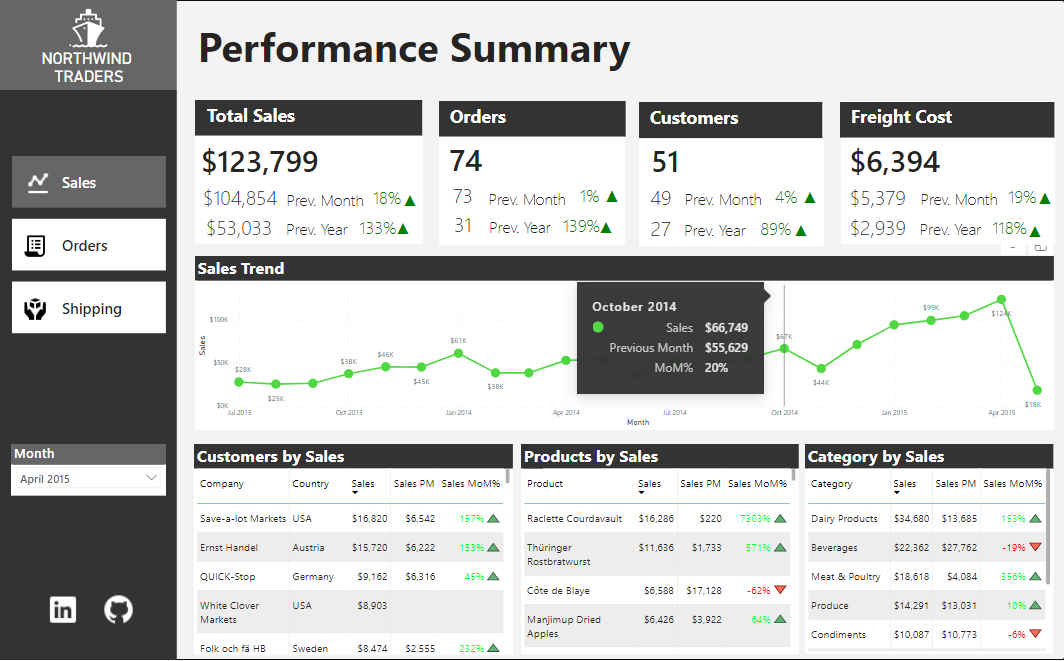 NORTHWIND
TRADERS
Performance Summary
Sales
Orders
Shipping
Month
April 2015
Total Sales
$123,799
$104,854 Prev. Month 18%
$53,033 Prev. Year 133%
Orders
74
73 Prev. Month 1%
31 Prev. Year 139%
Customers
51
49 Prev. Month 4%
27 Prev. Year 89%
Freight Cost
$6,394
$5,379 Prev. Month 19%
$2,939 Prev. Year 118%
Sales Trend
Sales
$100K
$50K
$0K
$28K
$25K
$38K
$46K
$45K
$61K
$38K
$67K
$44K
$99K
$124K
$18K
October 2014
Sales $66,749
Previous Month $55,629
MoM% 20%
Jul 2013 Oct 2013 Jan 2014 Apr 2014 Jul 2014 Oct 2014 Jan 2015 Apr 2015
Month
Customers by Sales
Company Country Sales Sales PM Sales MoM%
Save-a-lot Markets USA $16,820 $6,542 157%
Ernst Handel Austria $15,720 $6,222 153%
QUICK-Stop Germany $9,162 $6,316 45%
White Clover USA $8,903
Markets
Folk och fä HB Sweden $8,474 $2,555 232%
Products by Sales
Product Sales Sales PM Sales MoM%
Raclette Courdavault $16,286 $220 7303%
Thüringer $11,636 $1,733 571%
Rostbratwurst
Côte de Blaye $6,588 $17,128 -62%
Manjimup Dried $6,426 $3,922 64%
Apples
Category by Sales
Category Sales Sales PM Sales MoM%
Dairy Products $34,680 $13,685 153%
Beverages $22,362 $27,762 -19%
Meat & Poultry $18,618 $4,084 356%
Produce $14,291 $13,031 10%
Condiments $10,087 $10,773 -6%
in